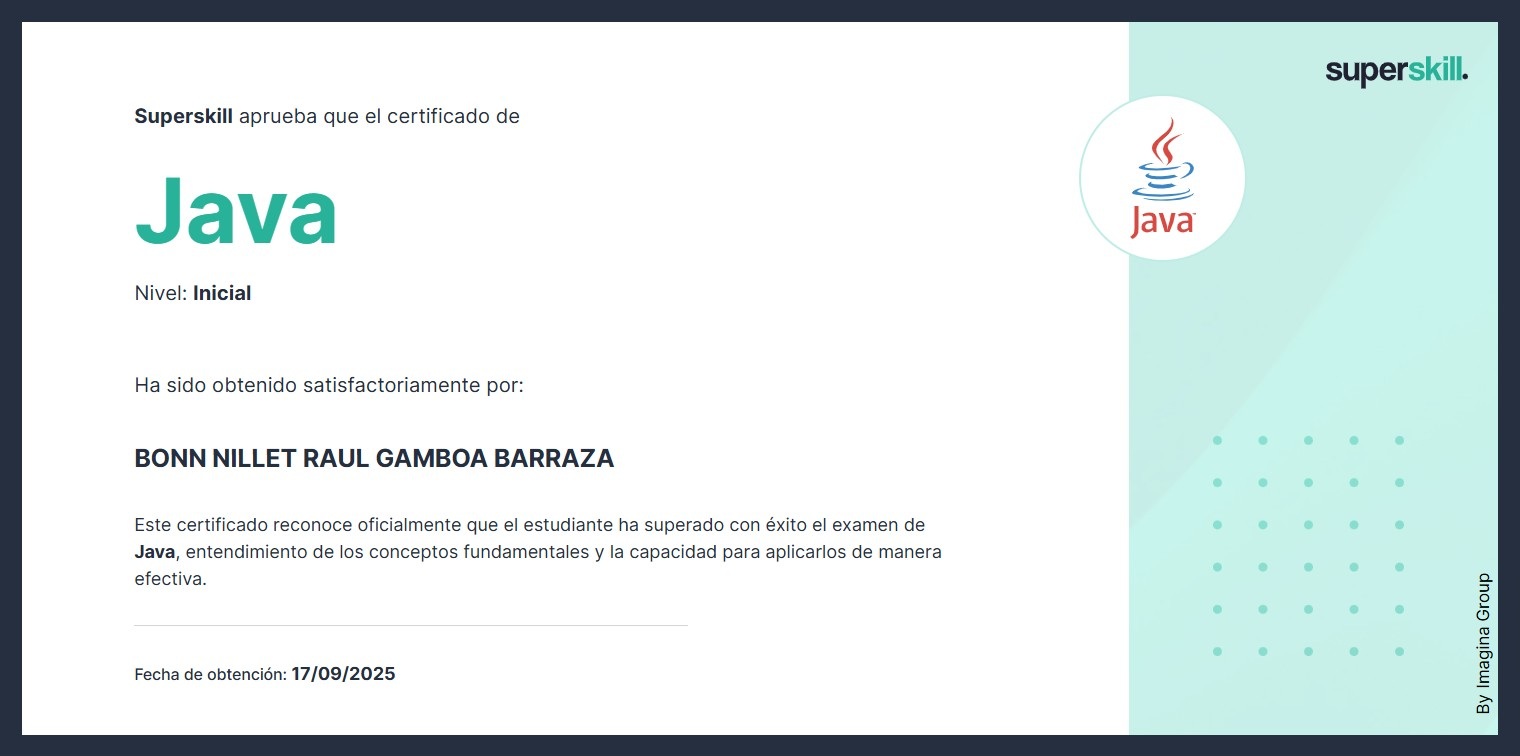 superskill.
Superskill aprueba que el certificado de
Java
Java
Nivel: Inicial
Ha sido obtenido satisfactoriamente por:
BONN NILLET RAUL GAMBOA BARRAZA
Este certificado reconoce oficialmente que el estudiante ha superado con éxito el examen de
Java, entendimiento de los conceptos fundamentales y la capacidad para aplicarlos de manera
efectiva.
Fecha de obtención: 17/09/2025
By Imagina Group